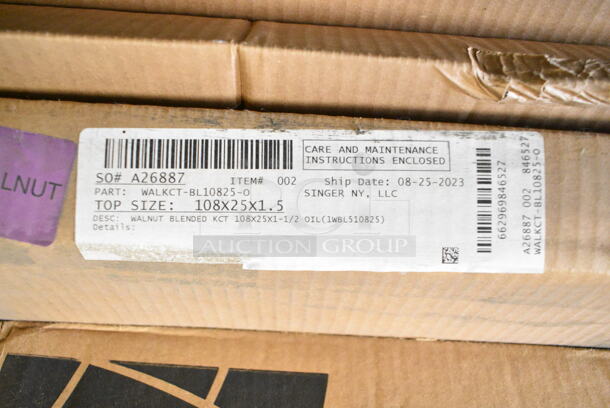 LNUT
SO# A26887
ITEM# 002
PART: WALKCT-BL10825-O
TOP SIZE: 108X25X1.5
DESC: WALNUT BLENDED KCT 108X25X1-1/2 OIL(1WBL510825)
Details:
CARE AND MAINTENANCE
INSTRUCTIONS ENCLOSED
Ship Date: 08-25-2023
SINGER NY, LLC
662969846527
A26887 002 846527
WALKCT-BL10825-O
AUCTION GROUP